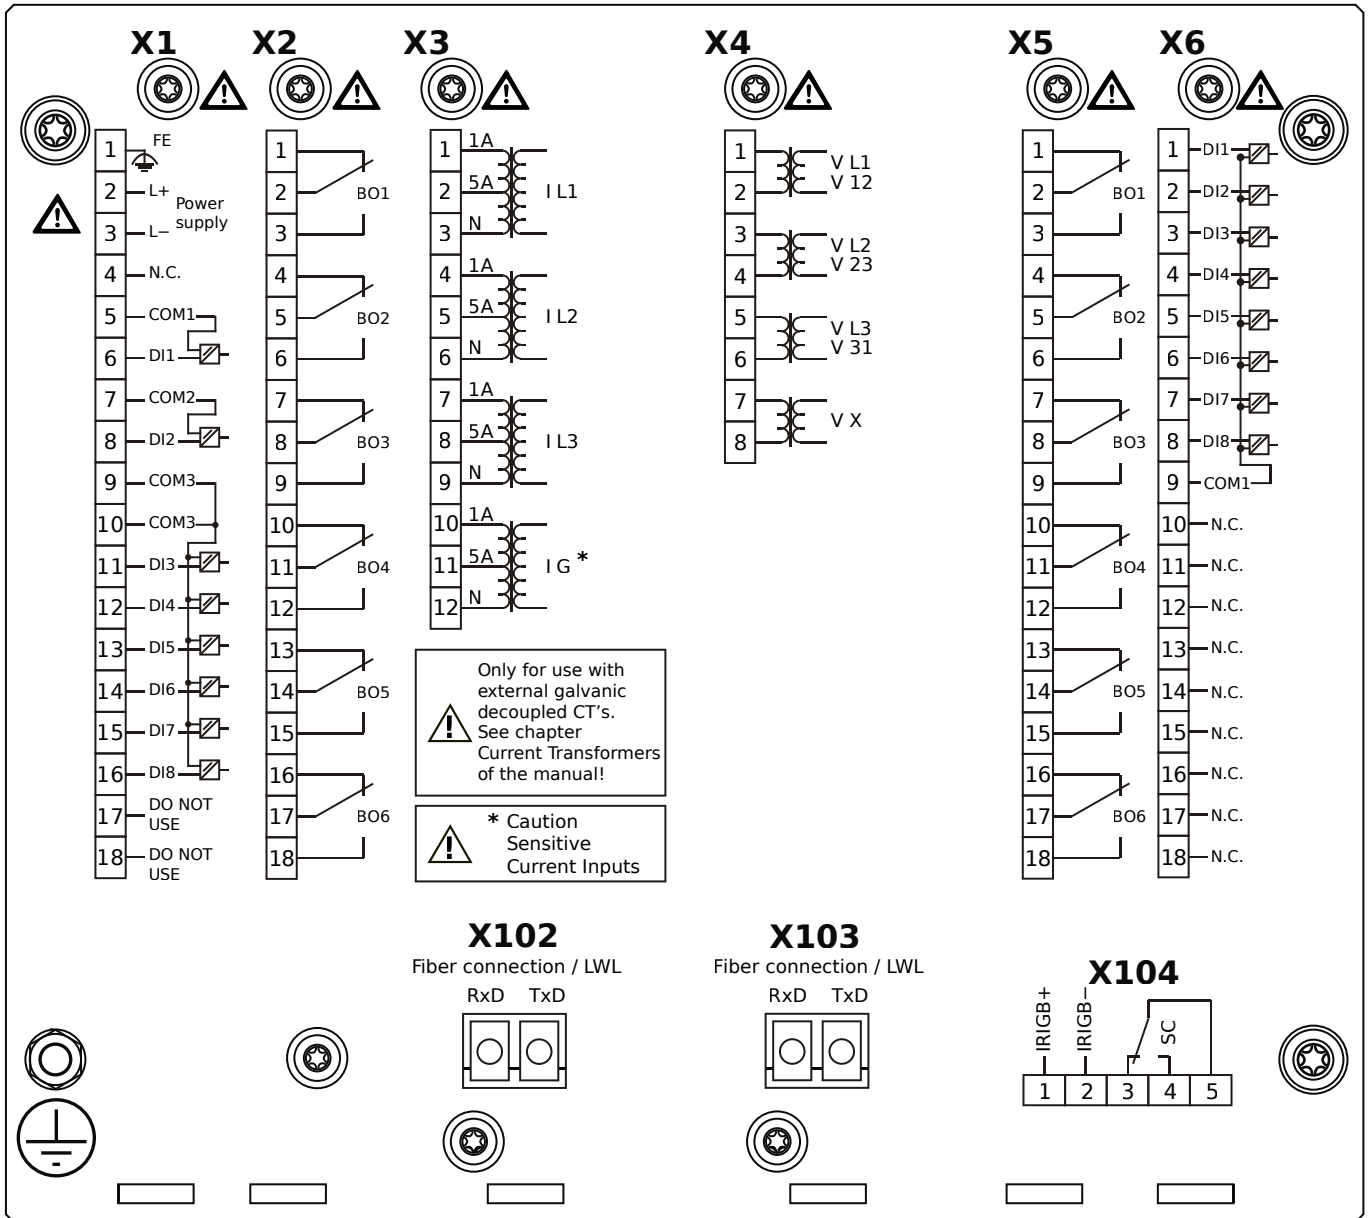 X1
X2
X3
X4
X5
X6
1 FE
2 L+
Power
supply
3 L−
4 N.C.
5 COM1
6 DI1
7 COM2
8 DI2
9 COM3
10 COM3
11 DI3
12 DI4
13 DI5
14 DI6
15 DI7
16 DI8
17 DO NOT
USE
18 DO NOT
USE
1
2 BO1
3
4
5 BO2
6
7
8 BO3
9
10
11 BO4
12
13
14 BO5
15
16
17 BO6
18
1 1A
2 5A I L1
3 N
4 1A
5 5A I L2
6 N
7 1A
8 5A I L3
9 N
10 1A
11 5A I G *
12 N
Only for use with
external galvanic
decoupled CT's.
See chapter
Current Transformers
of the manual!
* Caution
Sensitive
Current Inputs
1 V L1
2 V 12
3 V L2
4 V 23
5 V L3
6 V 31
7 V X
8
1
2 BO1
3
4
5 BO2
6
7
8 BO3
9
10
11 BO4
12
13
14 BO5
15
16
17 BO6
18
1 DI1
2 DI2
3 DI3
4 DI4
5 DI5
6 DI6
7 DI7
8 DI8
9 COM1
10 N.C.
11 N.C.
12 N.C.
13 N.C.
14 N.C.
15 N.C.
16 N.C.
17 N.C.
18 N.C.
X102
Fiber connection / LWL
RxD TxD
X103
Fiber connection / LWL
RxD TxD
X104
IRIGB+
IRIGB−
SC
1 2 3 4 5